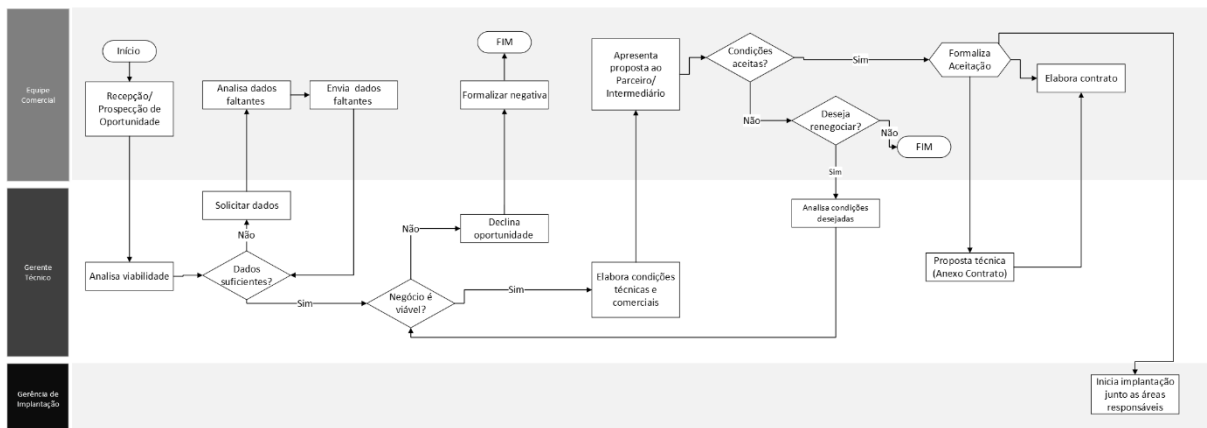 Equipe
Comercial
Início
Recepção/
Prospecção de
Oportunidade
Analisa dados
faltantes
Envia dados
faltantes
FIM
Formalizar negativa
Apresenta
proposta ao
Parceiro/
Intermediário
Condições
aceitas?
Sim
Não
Deseja
renegociar?
Não
FIM
Sim
Formaliza
Aceitação
Elabora contrato
Gerente
Técnico
Solicitar dados
Não
Analisa viabilidade
Dados
suficientes?
Sim
Não
Declina
oportunidade
Negócio é
viável?
Sim
Elabora condições
técnicas e
comerciais
Analisa condições
desejadas
Proposta técnica
(Anexo Contrato)
Gerência de
Implantação
Inicia implantação
junto as áreas
responsáveis